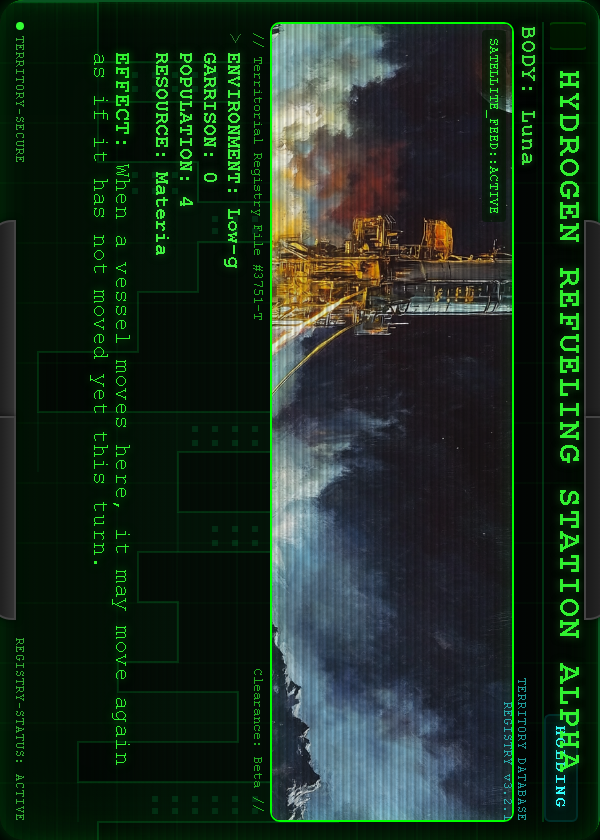 HYDROGEN REFUELING STATION ALPHA
HOLDING
BODY: Luna
TERRITORY DATABASE
REGISTRY v3.2.1
SATELLITE_FEED::ACTIVE
// Territorial Registry File #3751-T
Clearance: Beta //
> ENVIRONMENT: Low-g
GARRISON: 0
POPULATION: 4
RESOURCE: Materia
EFFECT: When a vessel moves here, it may move again
as if it has not moved yet this turn.
● TERRITORY-SECURE
REGISTRY-STATUS: ACTIVE